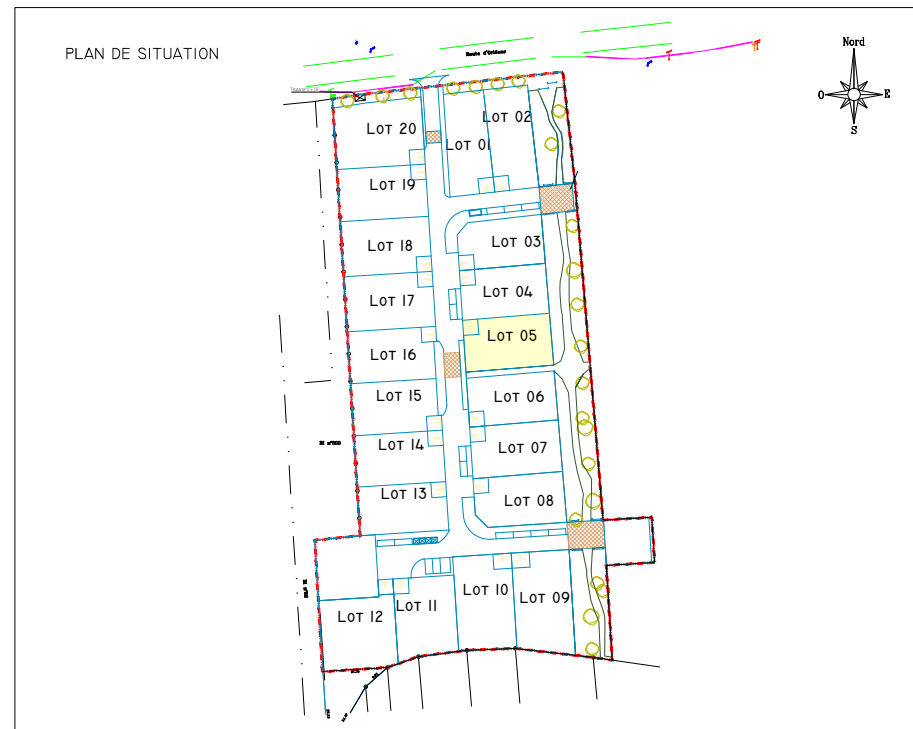 PLAN DE SITUATION
Route d'Orléans
Nord
O
E
S
LOT 20
LOT 01
LOT 02
LOT 19
LOT 18
LOT 03
LOT 17
LOT 04
LOT 16
LOT 05
LOT 15
LOT 06
LOT 14
LOT 07
LOT 13
LOT 08
LOT 12
LOT 11
LOT 10
LOT 09